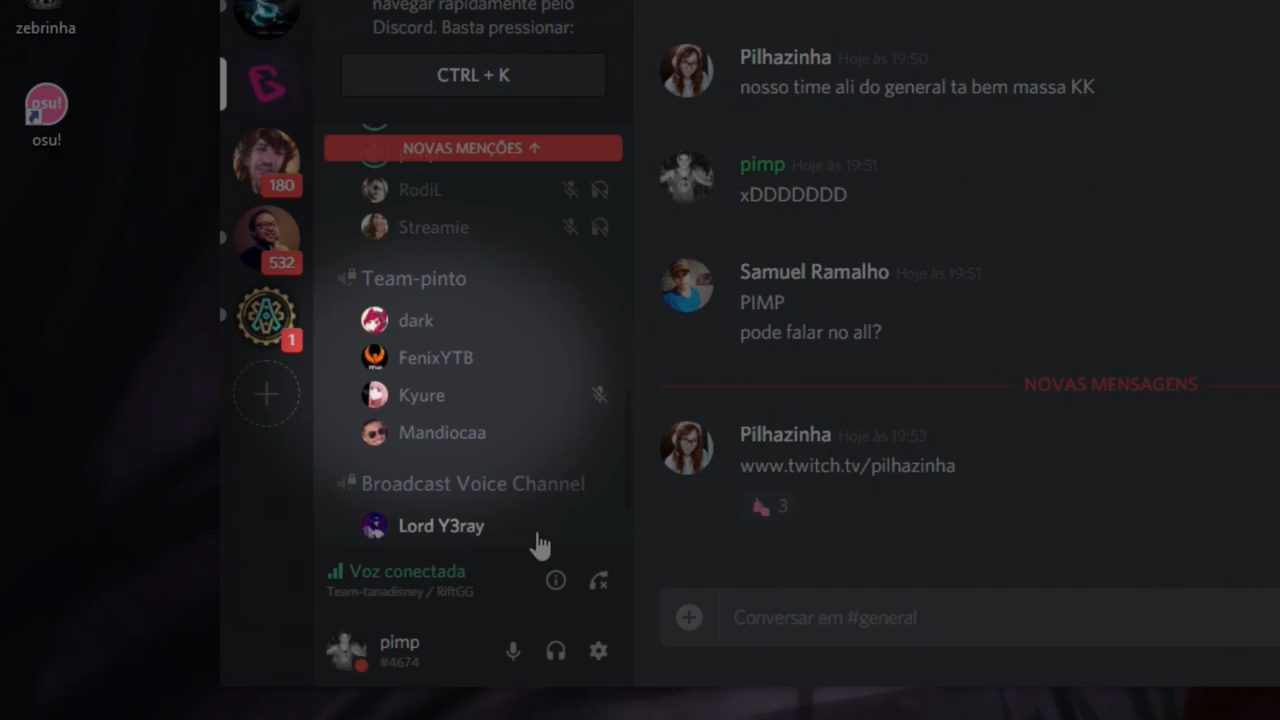 zebrinha
osu!
osu!
180
532
1
navegar rapidamente pelo
Discord. Basta pressionar:
CTRL + K
NOVAS MENÇÕES ↑
RodiL
Streamie
Team-pinto
dark
FenixYTB
Kyure
Mandiocaa
Broadcast Voice Channel
Lord Y3ray
Voz conectada
Team-tanadisney / RiftGG
pimp
#4674
Pilhazinha Hoje às 19:50
nosso time ali do general ta bem massa KK
pimp Hoje às 19:51
xDDDDDDD
Samuel Ramalho Hoje às 19:51
PIMP
pode falar no all?
NOVAS MENSAGENS
Pilhazinha Hoje às 19:53
www.twitch.tv/pilhazinha
3
Conversar em #general